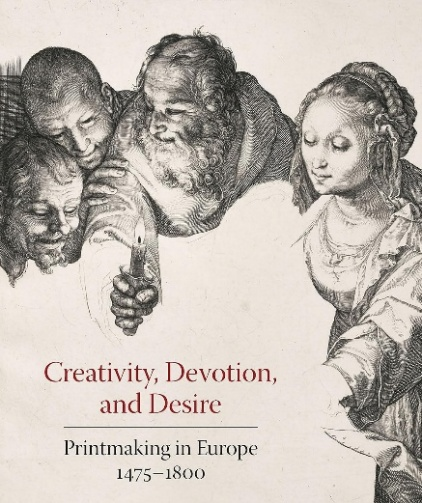 Creativity, Devotion,
and Desire
Printmaking in Europe
1475–1800